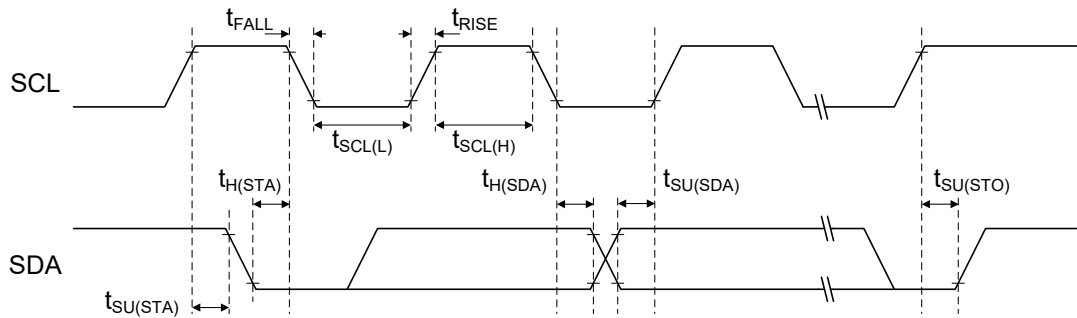 tFALL tRISE
SCL
tSCL(L) tSCL(H)
tH(STA) tH(SDA) tSU(SDA) tSU(STO)
SDA
tSU(STA)